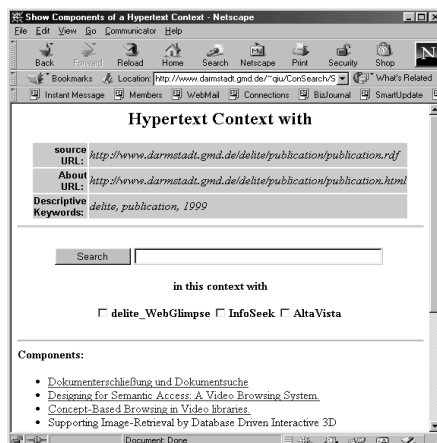 Show Components of a Hypertext Context - Netscape
File Edit View Go Communicator Help
Back Forward Reload Home Search Netscape Print Security Shop N
Bookmarks Location: http://www.darmstadt.gmd.de/~qiu/ConSearch/S What's Related
Instant Message Members WebMail Connections BizJournal SmartUpdate
Hypertext Context with
source URL: http://www.darmstadt.gmd.de/delite/publication/publication.rdf
About URL: http://www.darmstadt.gmd.de/delite/publication/publication.html
Descriptive Keywords: delite, publication, 1999
Search
in this context with
delite_WebGlimpse InfoSeek AltaVista
Components:
Dokumenterschließung und Dokumentsuche
Designing for Semantic Access: A Video Browsing System.
Concept-Based Browsing in Video libraries.
Supporting Image-Retrieval by Database Driven Interactive 3D
Document: Done